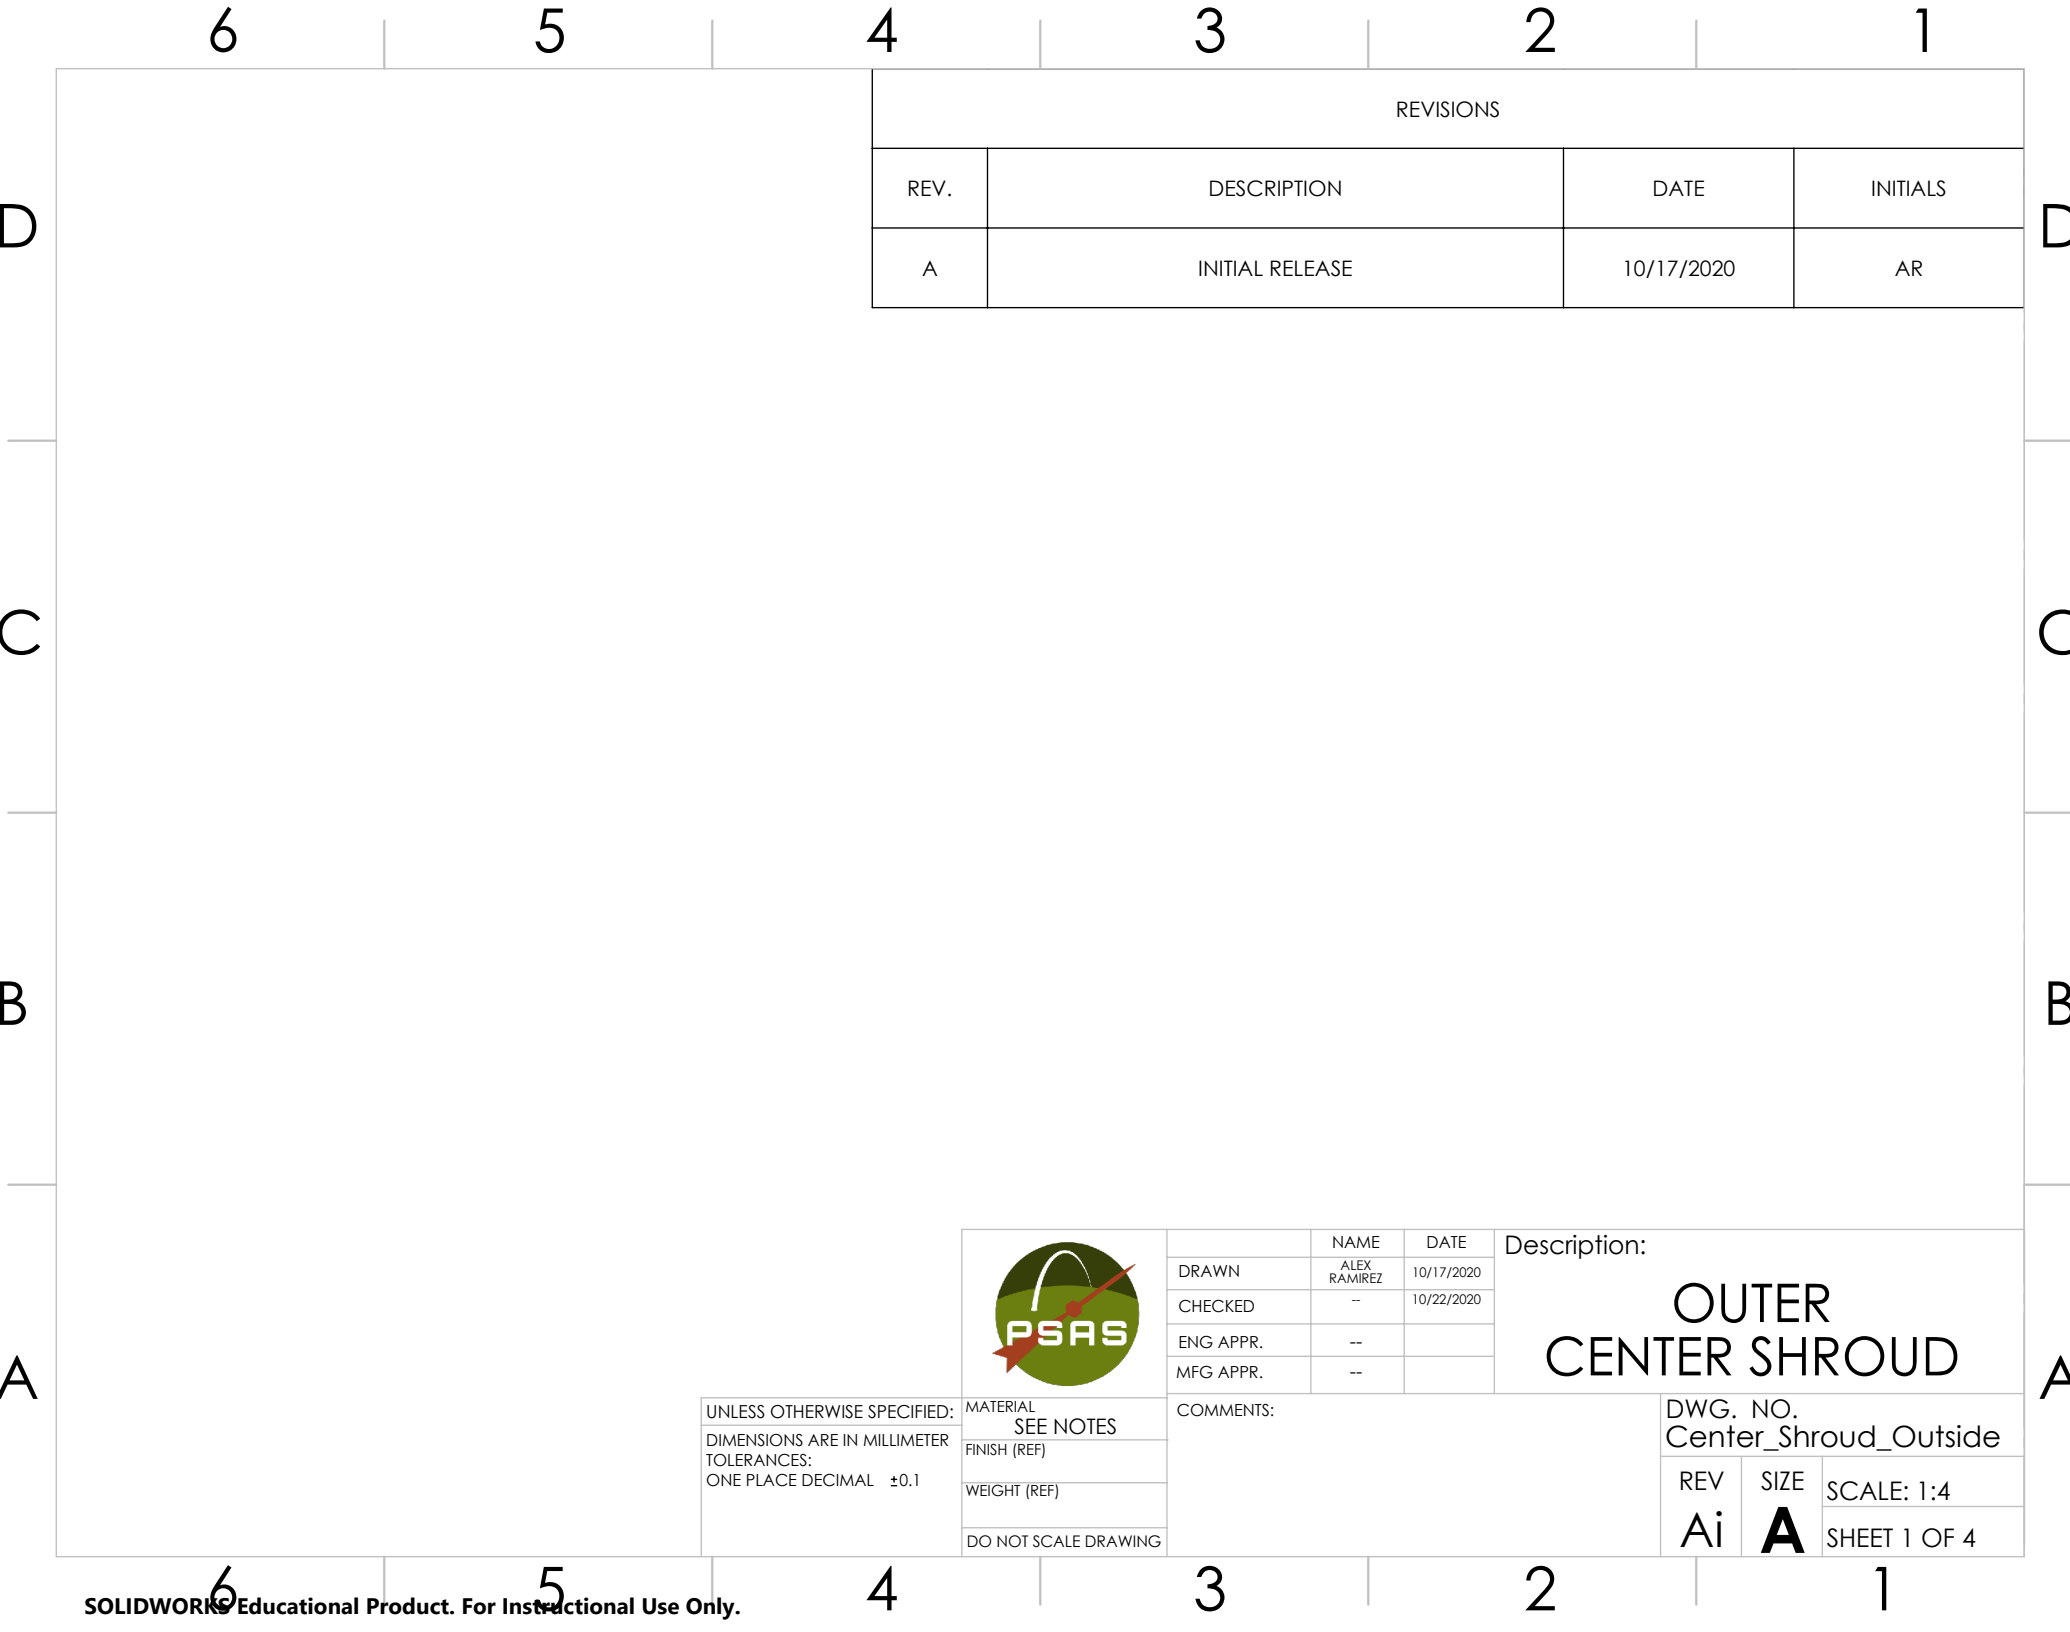 6 5 4 3 2 1
REVISIONS
REV. DESCRIPTION DATE INITIALS
D D
A INITIAL RELEASE 10/17/2020 AR
C C
B B
NAME DATE Description:
DRAWN ALEX RAMIREZ 10/17/2020
CHECKED -- 10/22/2020
OUTER
CENTER SHROUD
PSAS
ENG APPR. --
MFG APPR. --
A A
UNLESS OTHERWISE SPECIFIED:
DIMENSIONS ARE IN MILLIMETER
TOLERANCES:
ONE PLACE DECIMAL ±0.1
MATERIAL
SEE NOTES
FINISH (REF)
WEIGHT (REF)
DO NOT SCALE DRAWING
COMMENTS:
DWG. NO.
Center_Shroud_Outside
REV SIZE SCALE: 1:4
Ai A SHEET 1 OF 4
6 5 4 3 2 1
SOLIDWORKS Educational Product. For Instructional Use Only.